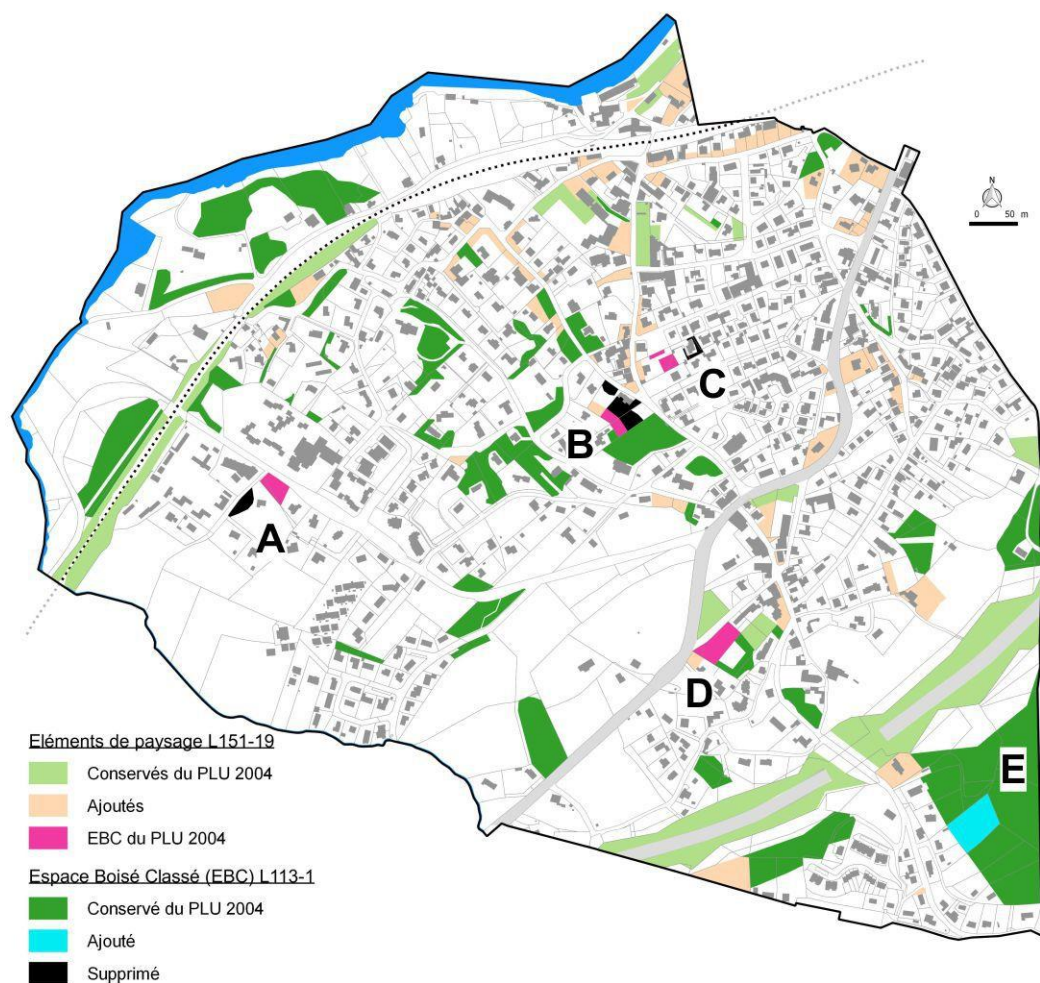 N
0 50 m
C
B
A
D
E
Eléments de paysage L151-19
Conservés du PLU 2004
Ajoutés
EBC du PLU 2004
Espace Boisé Classé (EBC) L113-1
Conservé du PLU 2004
Ajouté
Supprimé